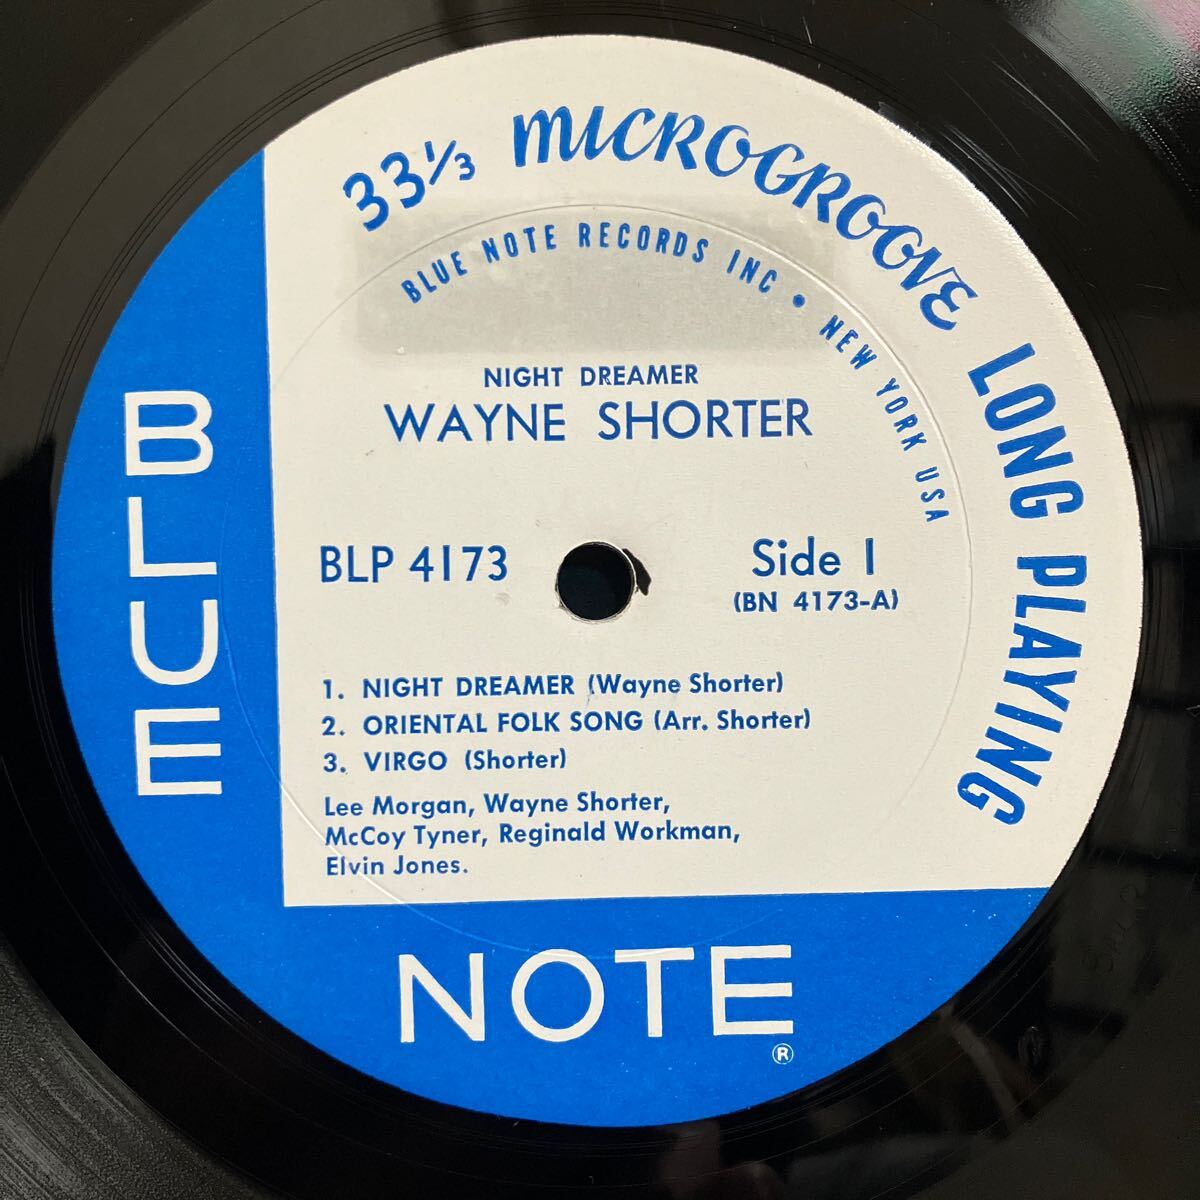 33⅓ MICROGROOVE LONG PLAYING
BLUE NOTE RECORDS INC • NEW YORK USA
NIGHT DREAMER
WAYNE SHORTER
BLP 4173
Side 1
(BN 4173-A)
1. NIGHT DREAMER (Wayne Shorter)
2. ORIENTAL FOLK SONG (Arr. Shorter)
3. VIRGO (Shorter)
Lee Morgan, Wayne Shorter,
McCoy Tyner, Reginald Workman,
Elvin Jones.
BLUE
NOTE
®